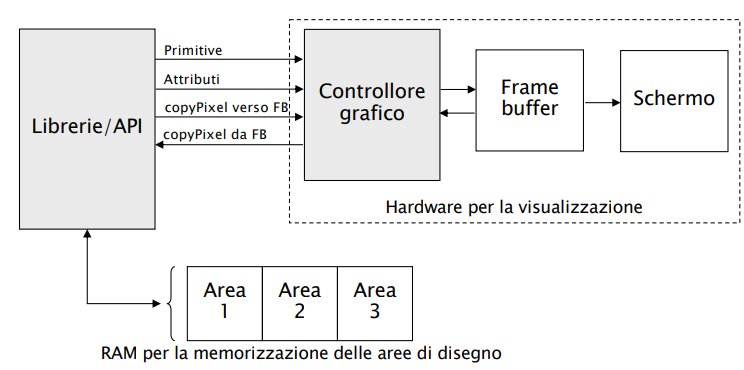 Primitive
Attributi
copyPixel verso FB
copyPixel da FB
Librerie/API
Controllore
grafico
Frame
buffer
Schermo
Hardware per la visualizzazione
Area
1
Area
2
Area
3
RAM per la memorizzazione delle aree di disegno